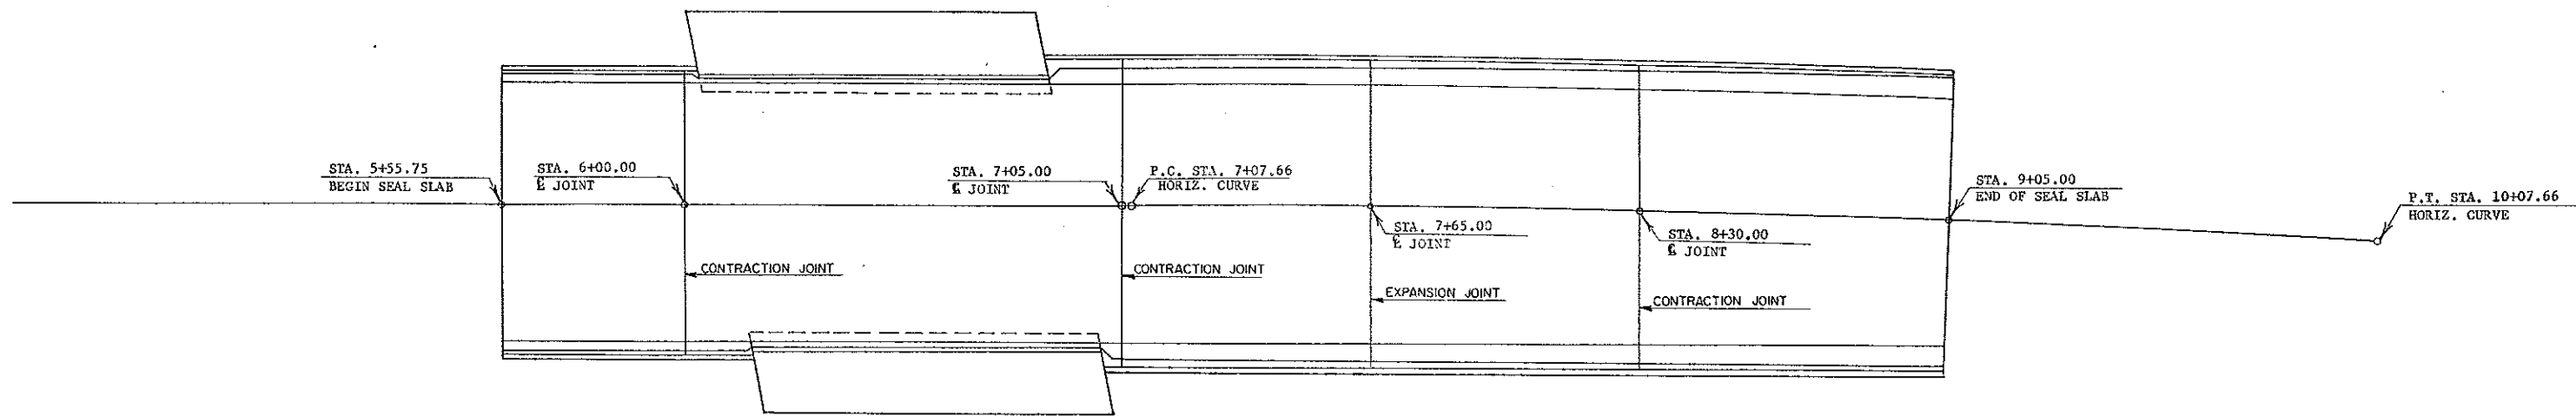 STA. 5+55.75
BEGIN SEAL SLAB
STA. 6+00.00
℄ JOINT
STA. 7+05.00
℄ JOINT
P.C. STA. 7+07.66
HORIZ. CURVE
STA. 7+65.00
℄ JOINT
STA. 8+30.00
℄ JOINT
STA. 9+05.00
END OF SEAL SLAB
P.T. STA. 10+07.66
HORIZ. CURVE
CONTRACTION JOINT
CONTRACTION JOINT
EXPANSION JOINT
CONTRACTION JOINT